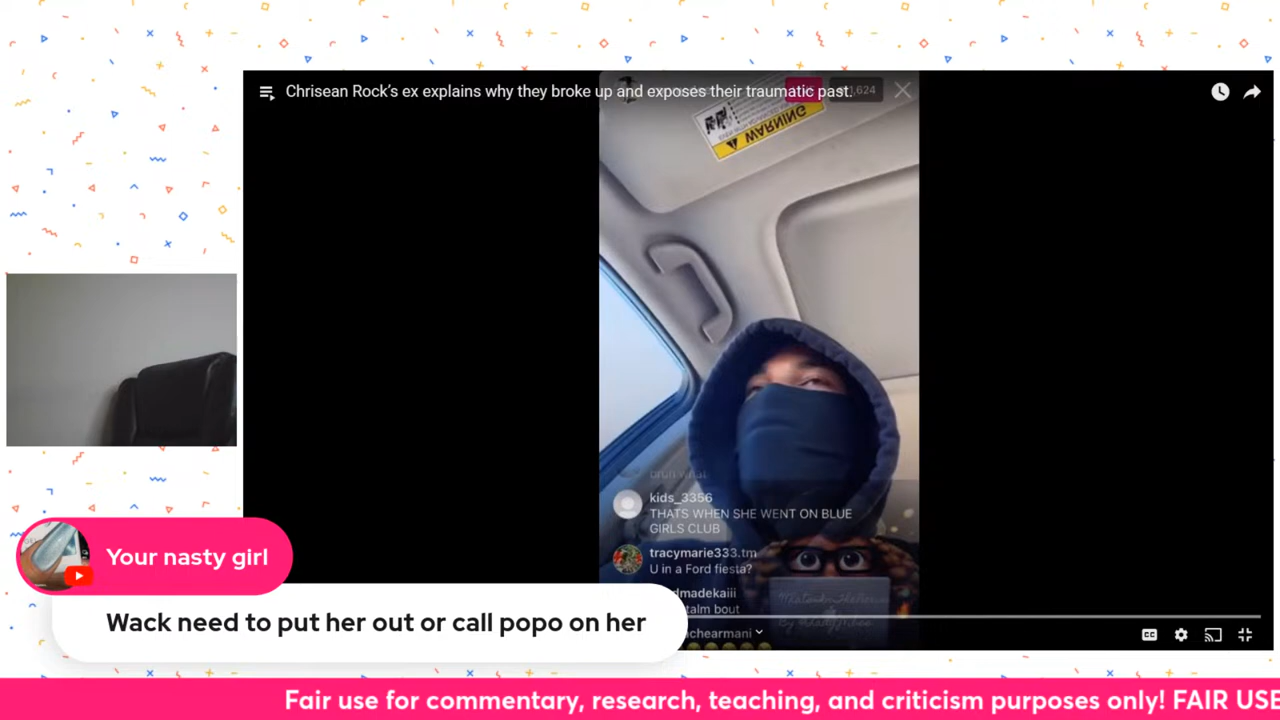 Chrisean Rock's ex explains why they broke up and exposes their traumatic past.
WARNING
kids_3356
THATS WHEN SHE WENT ON BLUE
GIRLS CLUB
tracymarie333.tm
U in a Ford fiesta?
dmadekaiii
talm bout
chearmani
Your nasty girl
Wack need to put her out or call popo on her
Fair use for commentary, research, teaching, and criticism purposes only! FAIR USE